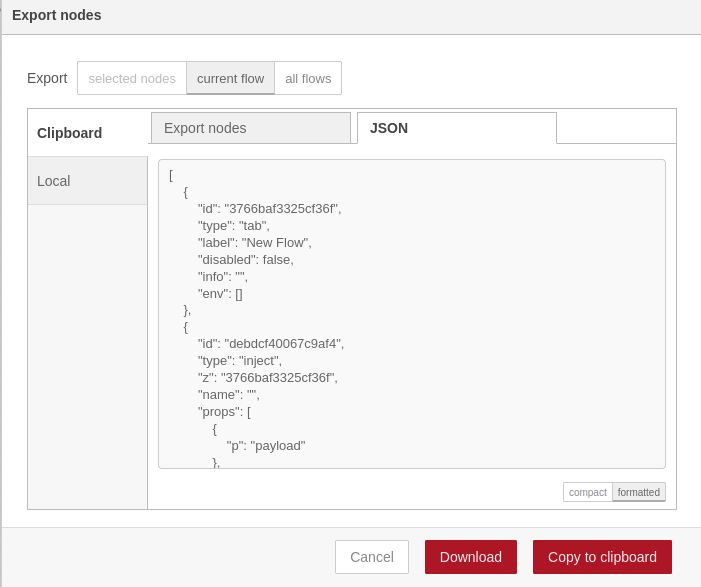 Export nodes
Export selected nodes current flow all flows
Clipboard Export nodes JSON
Local
[
{
"id": "3766baf3325cf36f",
"type": "tab",
"label": "New Flow",
"disabled": false,
"info": "",
"env": []
},
{
"id": "debdcf40067c9af4",
"type": "inject",
"z": "3766baf3325cf36f",
"name": "",
"props": [
{
"p": "payload"
},
compact formatted
Cancel Download Copy to clipboard